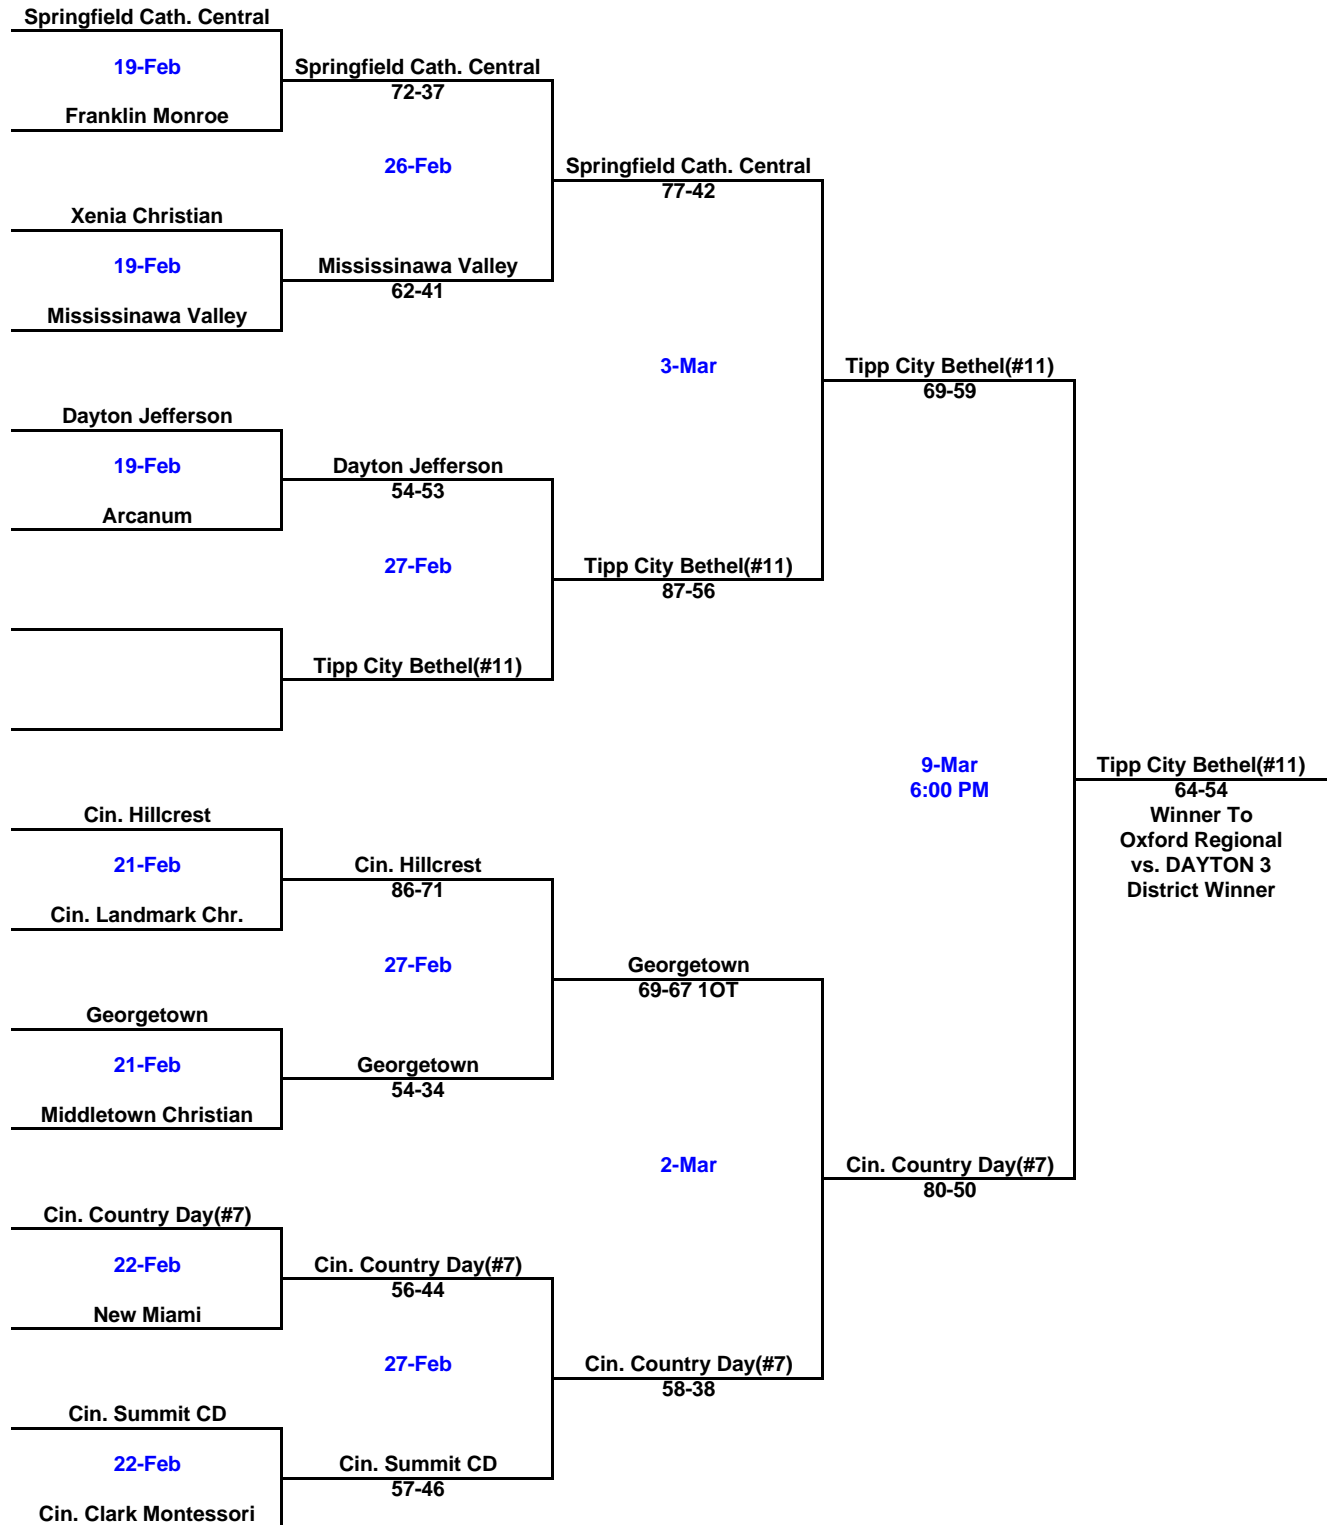 Springfield Cath. Central
19-Feb
Franklin Monroe
Springfield Cath. Central
72-37
26-Feb
Xenia Christian
19-Feb
Mississinawa Valley
Mississinawa Valley
62-41
Springfield Cath. Central
77-42
3-Mar
Dayton Jefferson
19-Feb
Arcanum
Dayton Jefferson
54-53
27-Feb
Tipp City Bethel(#11)
Tipp City Bethel(#11)
87-56
Tipp City Bethel(#11)
69-59
9-Mar
6:00 PM
Tipp City Bethel(#11)
64-54
Winner To
Oxford Regional
vs. DAYTON 3
District Winner
Cin. Hillcrest
21-Feb
Cin. Landmark Chr.
Cin. Hillcrest
86-71
27-Feb
Georgetown
21-Feb
Middletown Christian
Georgetown
54-34
Georgetown
69-67 1OT
2-Mar
Cin. Country Day(#7)
80-50
Cin. Country Day(#7)
22-Feb
New Miami
Cin. Country Day(#7)
56-44
27-Feb
Cin. Country Day(#7)
58-38
Cin. Summit CD
22-Feb
Cin. Clark Montessori
Cin. Summit CD
57-46